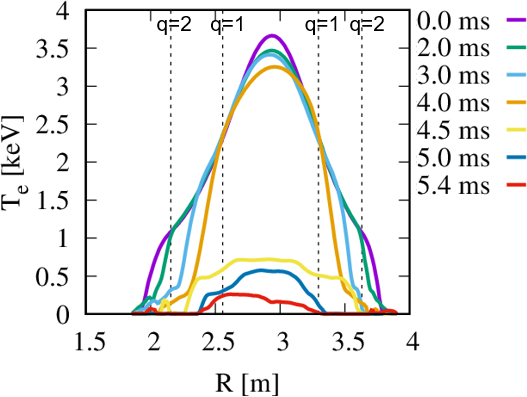 4
3.5
3
2.5
2
1.5
1
0.5
0
Te [keV]
q=2 q=1 q=1 q=2
0.0 ms
2.0 ms
3.0 ms
4.0 ms
4.5 ms
5.0 ms
5.4 ms
1.5 2 2.5 3 3.5 4
R [m]